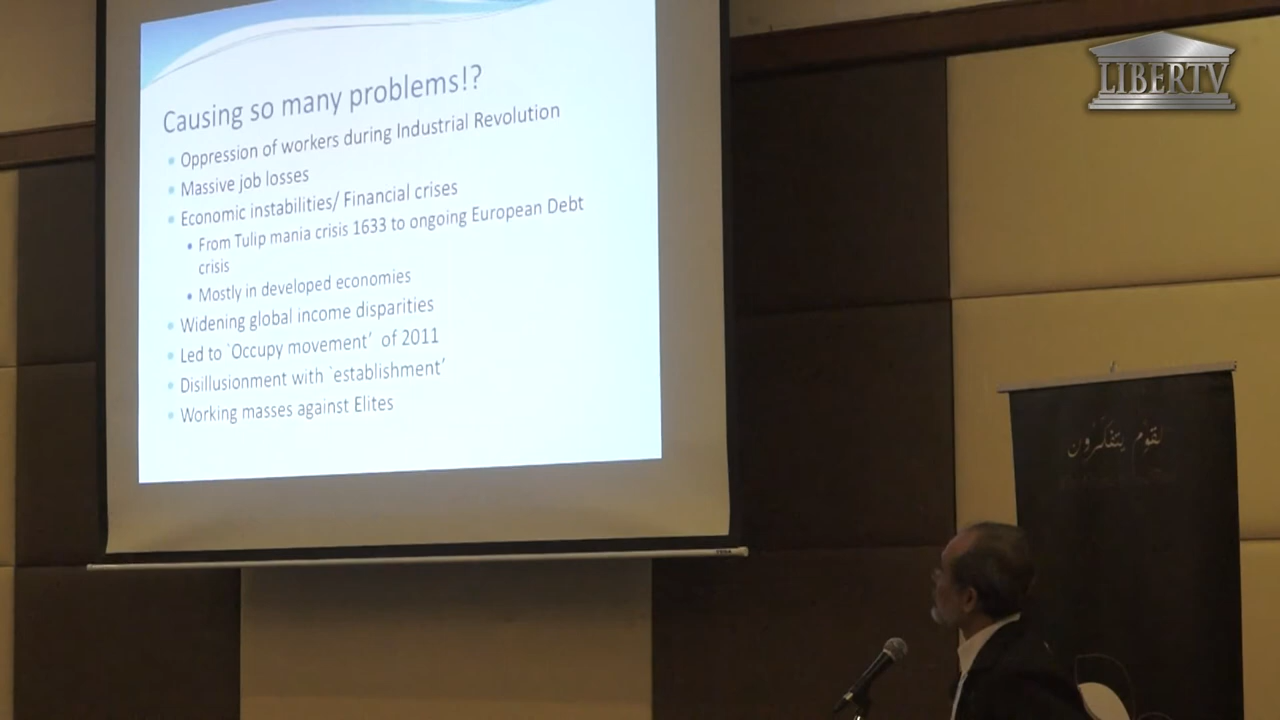 LIBERTV
Causing so many problems!?
• Oppression of workers during Industrial Revolution
• Massive job losses
• Economic instabilities/ Financial crises
• From Tulip mania crisis 1633 to ongoing European Debt
crisis
• Mostly in developed economies
• Widening global income disparities
• Led to `Occupy movement' of 2011
• Disillusionment with `establishment'
• Working masses against Elites
لقوم يتفكرون